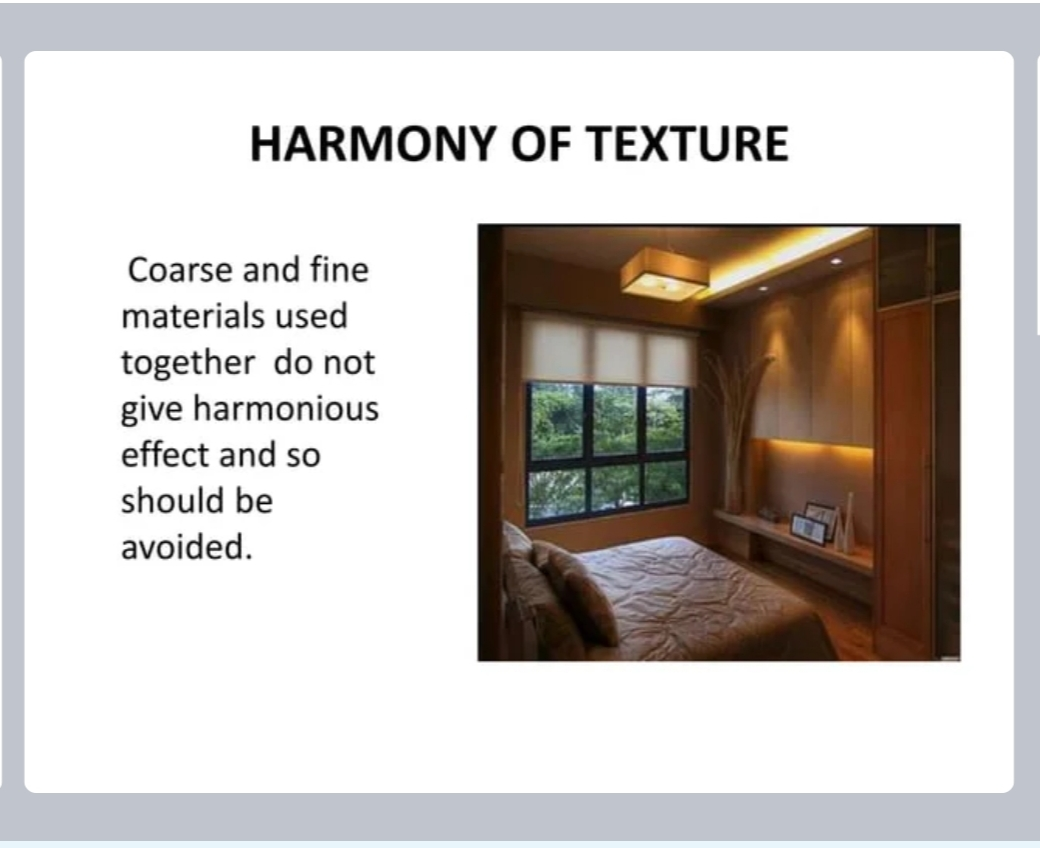 HARMONY OF TEXTURE
Coarse and fine
materials used
together do not
give harmonious
effect and so
should be
avoided.